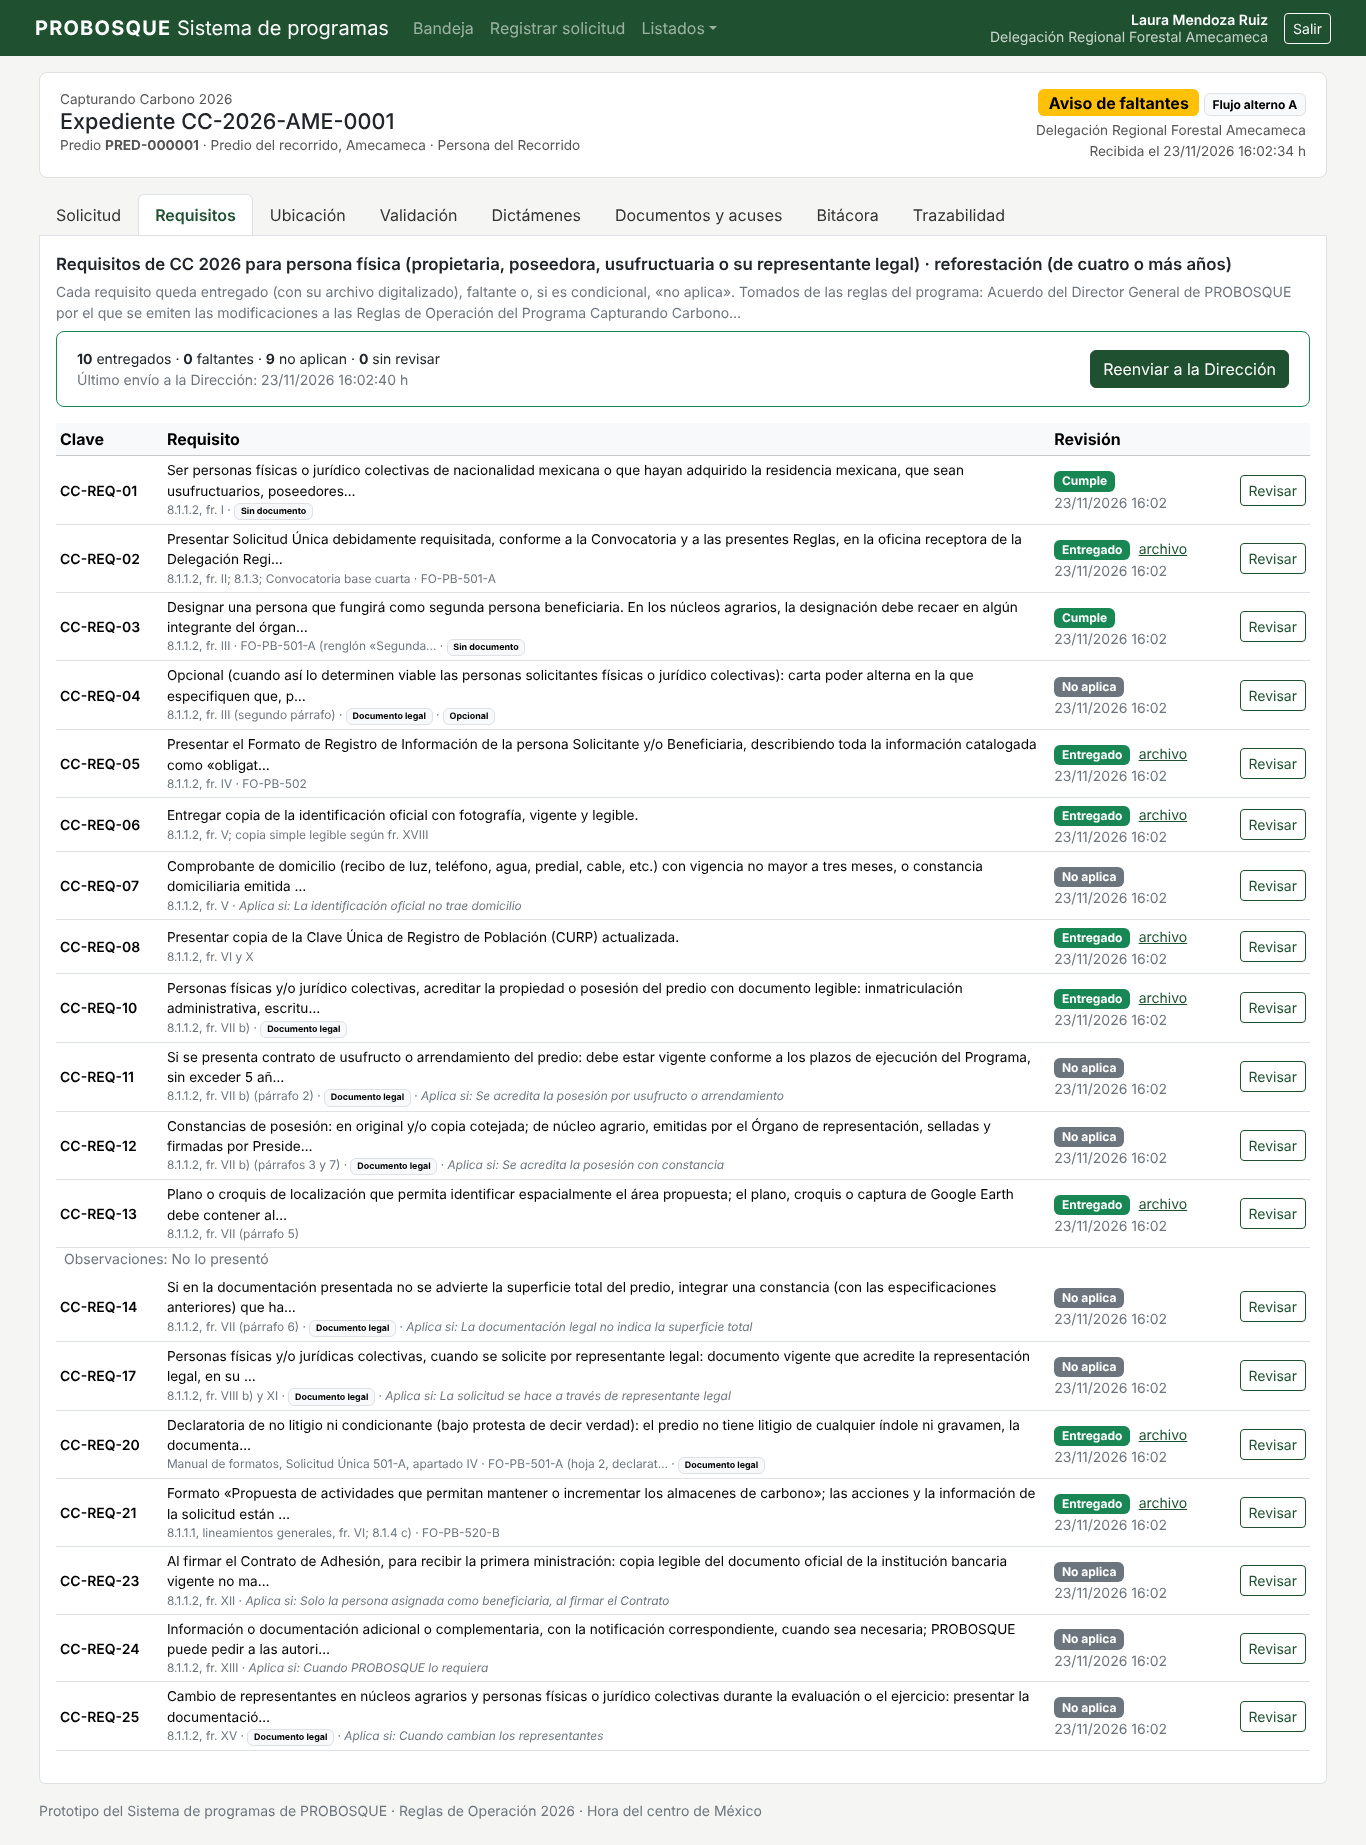 PROBOSQUE Sistema de programas Bandeja Registrar solicitud Listados
Laura Mendoza Ruiz
Delegación Regional Forestal Amecameca
Salir
Capturando Carbono 2026
Expediente CC-2026-AME-0001
Predio PRED-000001 · Predio del recorrido, Amecameca · Persona del Recorrido
Aviso de faltantes Flujo alterno A
Delegación Regional Forestal Amecameca
Recibida el 23/11/2026 16:02:34 h
Solicitud Requisitos Ubicación Validación Dictámenes Documentos y acuses Bitácora Trazabilidad
Requisitos de CC 2026 para persona física (propietaria, poseedora, usufructuaria o su representante legal) · reforestación (de cuatro o más años)
Cada requisito queda entregado (con su archivo digitalizado), faltante o, si es condicional, «no aplica». Tomados de las reglas del programa: Acuerdo del Director General de PROBOSQUE
por el que se emiten las modificaciones a las Reglas de Operación del Programa Capturando Carbono...
10 entregados · 0 faltantes · 9 no aplican · 0 sin revisar
Último envío a la Dirección: 23/11/2026 16:02:40 h
Reenviar a la Dirección
Clave Requisito Revisión
CC-REQ-01
Ser personas físicas o jurídico colectivas de nacionalidad mexicana o que hayan adquirido la residencia mexicana, que sean
usufructuarios, poseedores...
8.1.1.2, fr. I · Sin documento
Cumple
23/11/2026 16:02
Revisar
CC-REQ-02
Presentar Solicitud Única debidamente requisitada, conforme a la Convocatoria y a las presentes Reglas, en la oficina receptora de la
Delegación Regi...
8.1.1.2, fr. II; 8.1.3; Convocatoria base cuarta · FO-PB-501-A
Entregado archivo
23/11/2026 16:02
Revisar
CC-REQ-03
Designar una persona que fungirá como segunda persona beneficiaria. En los núcleos agrarios, la designación debe recaer en algún
integrante del órgan...
8.1.1.2, fr. III · FO-PB-501-A (renglón «Segunda... · Sin documento
Cumple
23/11/2026 16:02
Revisar
CC-REQ-04
Opcional (cuando así lo determinen viable las personas solicitantes físicas o jurídico colectivas): carta poder alterna en la que
especifiquen que, p...
8.1.1.2, fr. III (segundo párrafo) · Documento legal · Opcional
No aplica
23/11/2026 16:02
Revisar
CC-REQ-05
Presentar el Formato de Registro de Información de la persona Solicitante y/o Beneficiaria, describiendo toda la información catalogada
como «obligat...
8.1.1.2, fr. IV · FO-PB-502
Entregado archivo
23/11/2026 16:02
Revisar
CC-REQ-06
Entregar copia de la identificación oficial con fotografía, vigente y legible.
8.1.1.2, fr. V; copia simple legible según fr. XVIII
Entregado archivo
23/11/2026 16:02
Revisar
CC-REQ-07
Comprobante de domicilio (recibo de luz, teléfono, agua, predial, cable, etc.) con vigencia no mayor a tres meses, o constancia
domiciliaria emitida ...
8.1.1.2, fr. V · Aplica si: La identificación oficial no trae domicilio
No aplica
23/11/2026 16:02
Revisar
CC-REQ-08
Presentar copia de la Clave Única de Registro de Población (CURP) actualizada.
8.1.1.2, fr. VI y X
Entregado archivo
23/11/2026 16:02
Revisar
CC-REQ-10
Personas físicas y/o jurídico colectivas, acreditar la propiedad o posesión del predio con documento legible: inmatriculación
administrativa, escritu...
8.1.1.2, fr. VII b) · Documento legal
Entregado archivo
23/11/2026 16:02
Revisar
CC-REQ-11
Si se presenta contrato de usufructo o arrendamiento del predio: debe estar vigente conforme a los plazos de ejecución del Programa,
sin exceder 5 añ...
8.1.1.2, fr. VII b) (párrafo 2) · Documento legal · Aplica si: Se acredita la posesión por usufructo o arrendamiento
No aplica
23/11/2026 16:02
Revisar
CC-REQ-12
Constancias de posesión: en original y/o copia cotejada; de núcleo agrario, emitidas por el Órgano de representación, selladas y
firmadas por Preside...
8.1.1.2, fr. VII b) (párrafos 3 y 7) · Documento legal · Aplica si: Se acredita la posesión con constancia
No aplica
23/11/2026 16:02
Revisar
CC-REQ-13
Plano o croquis de localización que permita identificar espacialmente el área propuesta; el plano, croquis o captura de Google Earth
debe contener al...
8.1.1.2, fr. VII (párrafo 5)
Entregado archivo
23/11/2026 16:02
Revisar
Observaciones: No lo presentó
CC-REQ-14
Si en la documentación presentada no se advierte la superficie total del predio, integrar una constancia (con las especificaciones
anteriores) que ha...
8.1.1.2, fr. VII (párrafo 6) · Documento legal · Aplica si: La documentación legal no indica la superficie total
No aplica
23/11/2026 16:02
Revisar
CC-REQ-17
Personas físicas y/o jurídicas colectivas, cuando se solicite por representante legal: documento vigente que acredite la representación
legal, en su ...
8.1.1.2, fr. VIII b) y XI · Documento legal · Aplica si: La solicitud se hace a través de representante legal
No aplica
23/11/2026 16:02
Revisar
CC-REQ-20
Declaratoria de no litigio ni condicionante (bajo protesta de decir verdad): el predio no tiene litigio de cualquier índole ni gravamen, la
documenta...
Manual de formatos, Solicitud Única 501-A, apartado IV · FO-PB-501-A (hoja 2, declarat... · Documento legal
Entregado archivo
23/11/2026 16:02
Revisar
CC-REQ-21
Formato «Propuesta de actividades que permitan mantener o incrementar los almacenes de carbono»; las acciones y la información de
la solicitud están ...
8.1.1.1, lineamientos generales, fr. VI; 8.1.4 c) · FO-PB-520-B
Entregado archivo
23/11/2026 16:02
Revisar
CC-REQ-23
Al firmar el Contrato de Adhesión, para recibir la primera ministración: copia legible del documento oficial de la institución bancaria
vigente no ma...
8.1.1.2, fr. XII · Aplica si: Solo la persona asignada como beneficiaria, al firmar el Contrato
No aplica
23/11/2026 16:02
Revisar
CC-REQ-24
Información o documentación adicional o complementaria, con la notificación correspondiente, cuando sea necesaria; PROBOSQUE
puede pedir a las autori...
8.1.1.2, fr. XIII · Aplica si: Cuando PROBOSQUE lo requiera
No aplica
23/11/2026 16:02
Revisar
CC-REQ-25
Cambio de representantes en núcleos agrarios y personas físicas o jurídico colectivas durante la evaluación o el ejercicio: presentar la
documentació...
8.1.1.2, fr. XV · Documento legal · Aplica si: Cuando cambian los representantes
No aplica
23/11/2026 16:02
Revisar
Prototipo del Sistema de programas de PROBOSQUE · Reglas de Operación 2026 · Hora del centro de México